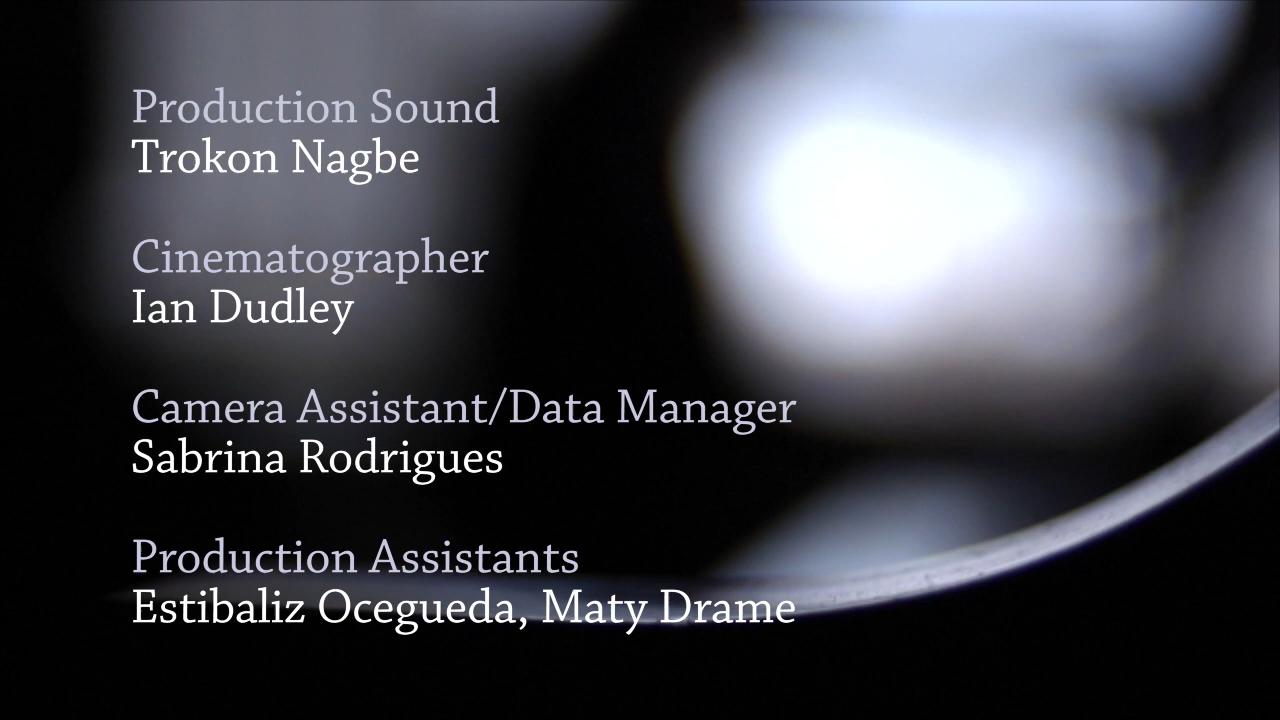 Production Sound
Trokon Nagbe
Cinematographer
Ian Dudley
Camera Assistant/Data Manager
Sabrina Rodrigues
Production Assistants
Estibaliz Ocegueda, Maty Drame